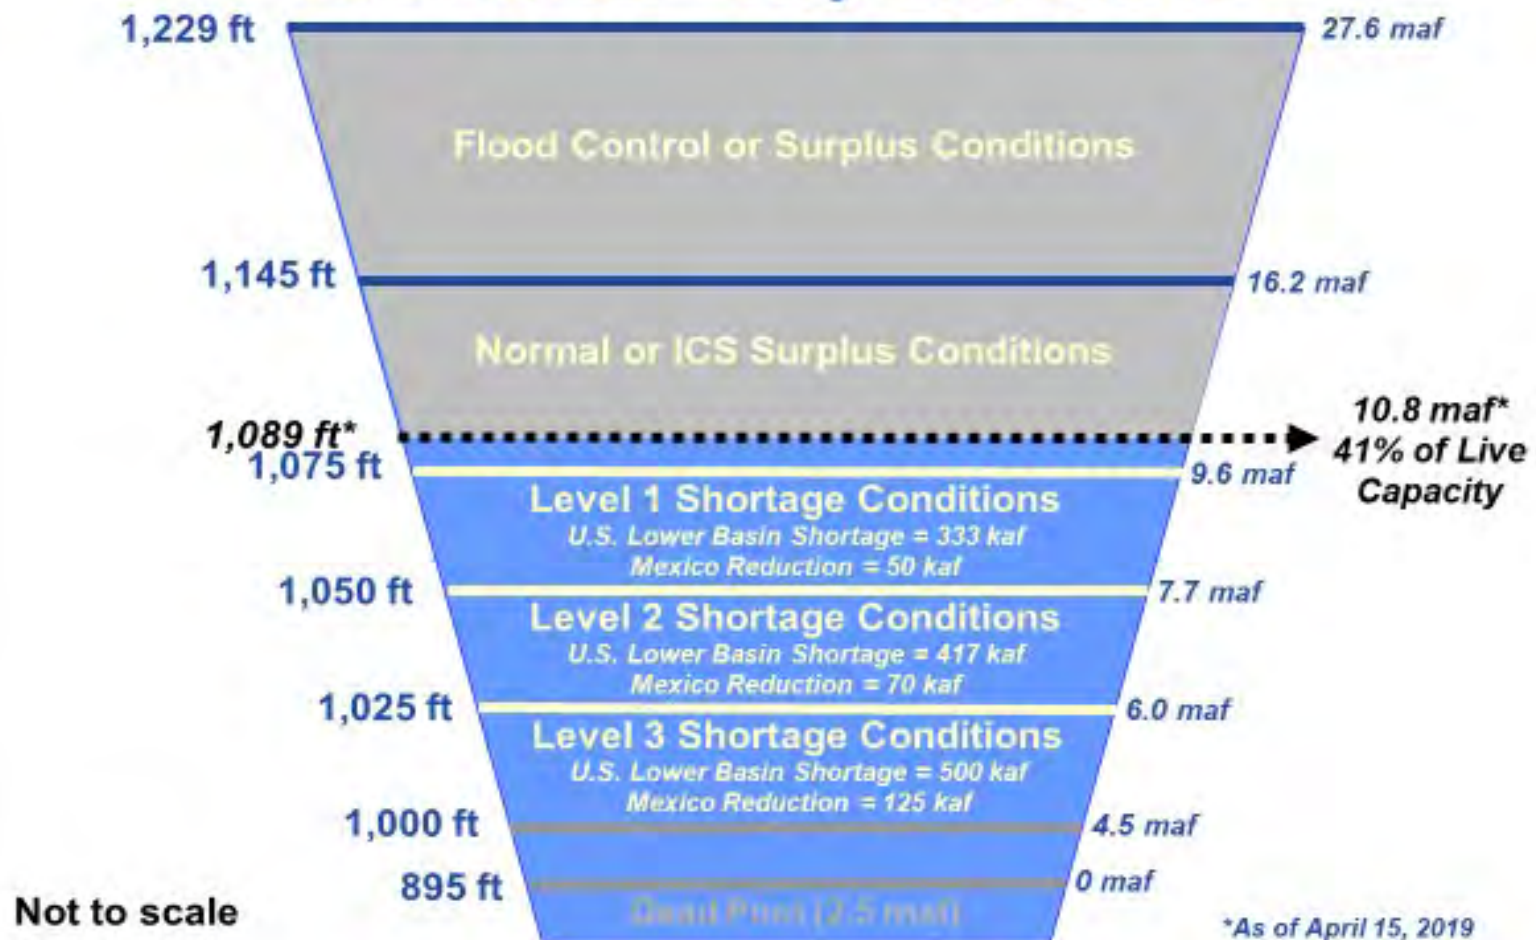 1,229 ft
27.6 maf
Flood Control or Surplus Conditions
1,145 ft
16.2 maf
Normal or ICS Surplus Conditions
1,089 ft*
10.8 maf*
41% of Live
Capacity
1,075 ft
9.6 maf
Level 1 Shortage Conditions
U.S. Lower Basin Shortage = 333 kaf
Mexico Reduction = 50 kaf
1,050 ft
7.7 maf
Level 2 Shortage Conditions
U.S. Lower Basin Shortage = 417 kaf
Mexico Reduction = 70 kaf
1,025 ft
6.0 maf
Level 3 Shortage Conditions
U.S. Lower Basin Shortage = 500 kaf
Mexico Reduction = 125 kaf
1,000 ft
4.5 maf
895 ft
0 maf
Dead Pool (2.5 maf)
Not to scale
*As of April 15, 2019